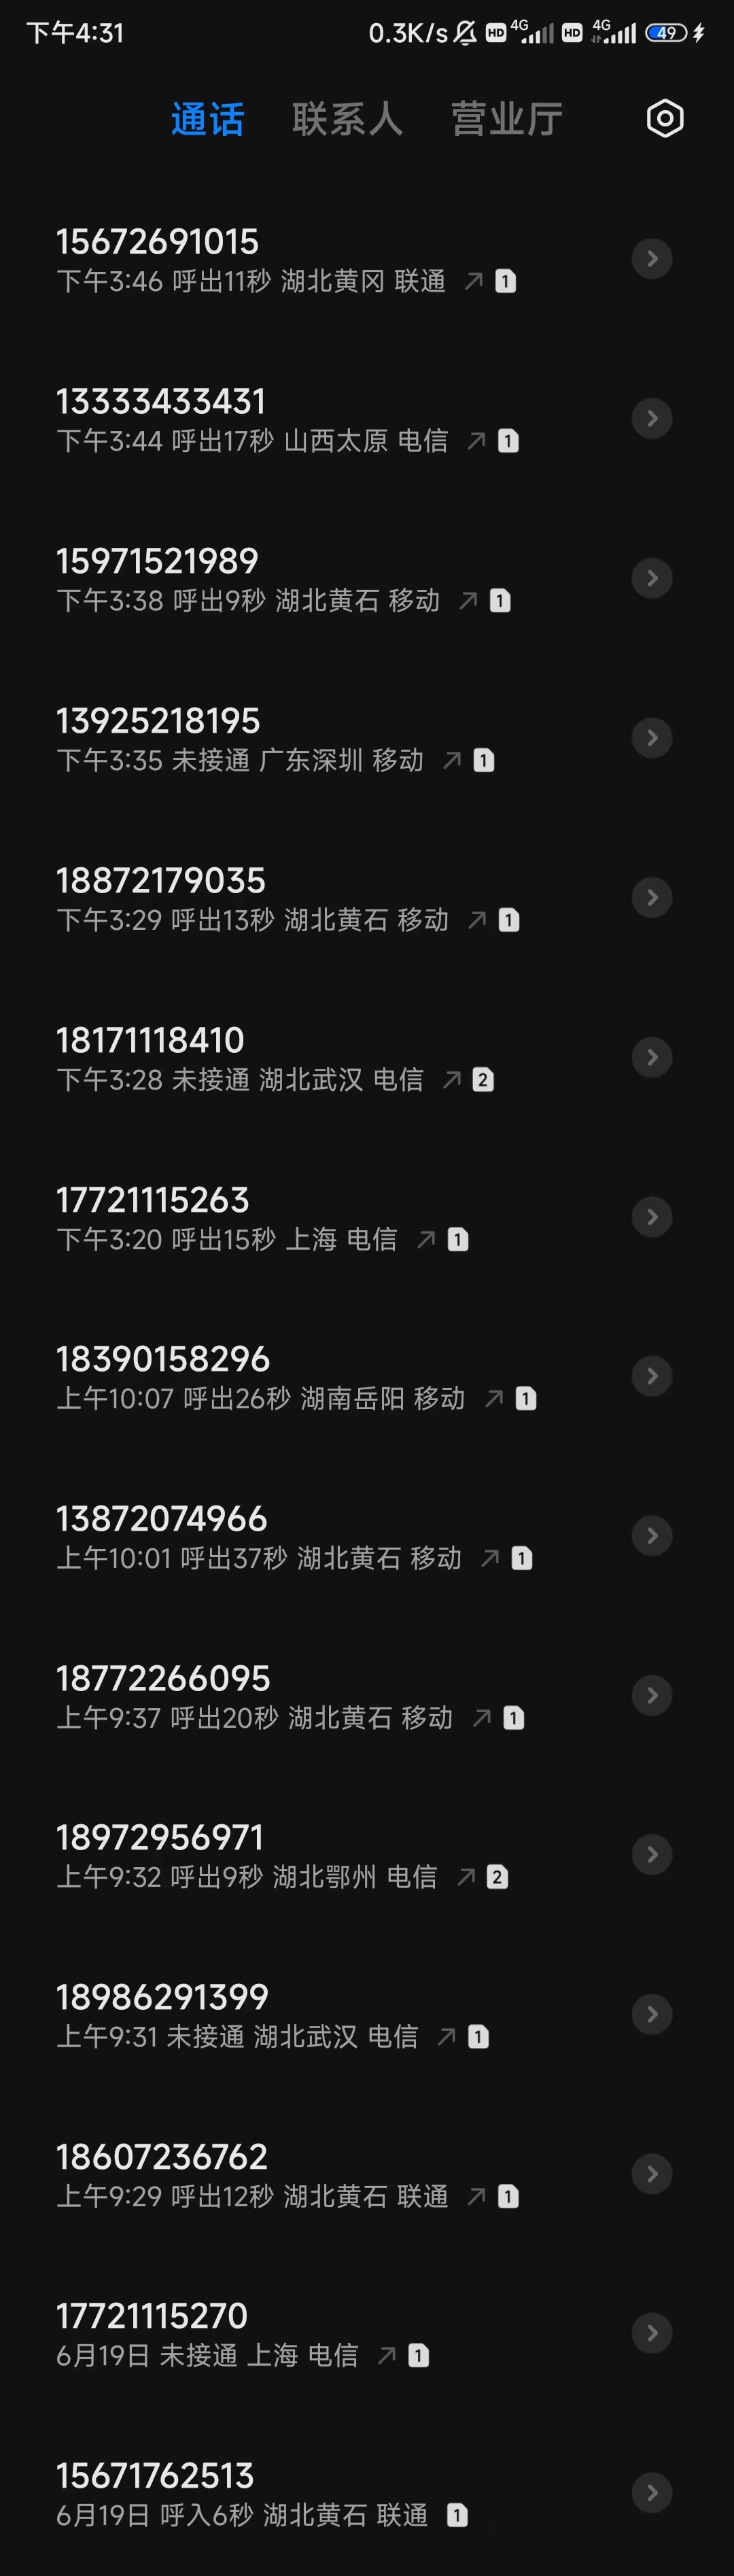 下午4:31 0.3K/s HD 4G HD 4G 49
通话 联系人 营业厅
15672691015
下午3:46 呼出11秒 湖北黄冈 联通 1
13333433431
下午3:44 呼出17秒 山西太原 电信 1
15971521989
下午3:38 呼出9秒 湖北黄石 移动 1
13925218195
下午3:35 未接通 广东深圳 移动 1
18872179035
下午3:29 呼出13秒 湖北黄石 移动 1
18171118410
下午3:28 未接通 湖北武汉 电信 2
17721115263
下午3:20 呼出15秒 上海 电信 1
18390158296
上午10:07 呼出26秒 湖南岳阳 移动 1
13872074966
上午10:01 呼出37秒 湖北黄石 移动 1
18772266095
上午9:37 呼出20秒 湖北黄石 移动 1
18972956971
上午9:32 呼出9秒 湖北鄂州 电信 2
18986291399
上午9:31 未接通 湖北武汉 电信 1
18607236762
上午9:29 呼出12秒 湖北黄石 联通 1
17721115270
6月19日 未接通 上海 电信 1
15671762513
6月19日 呼入6秒 湖北黄石 联通 1